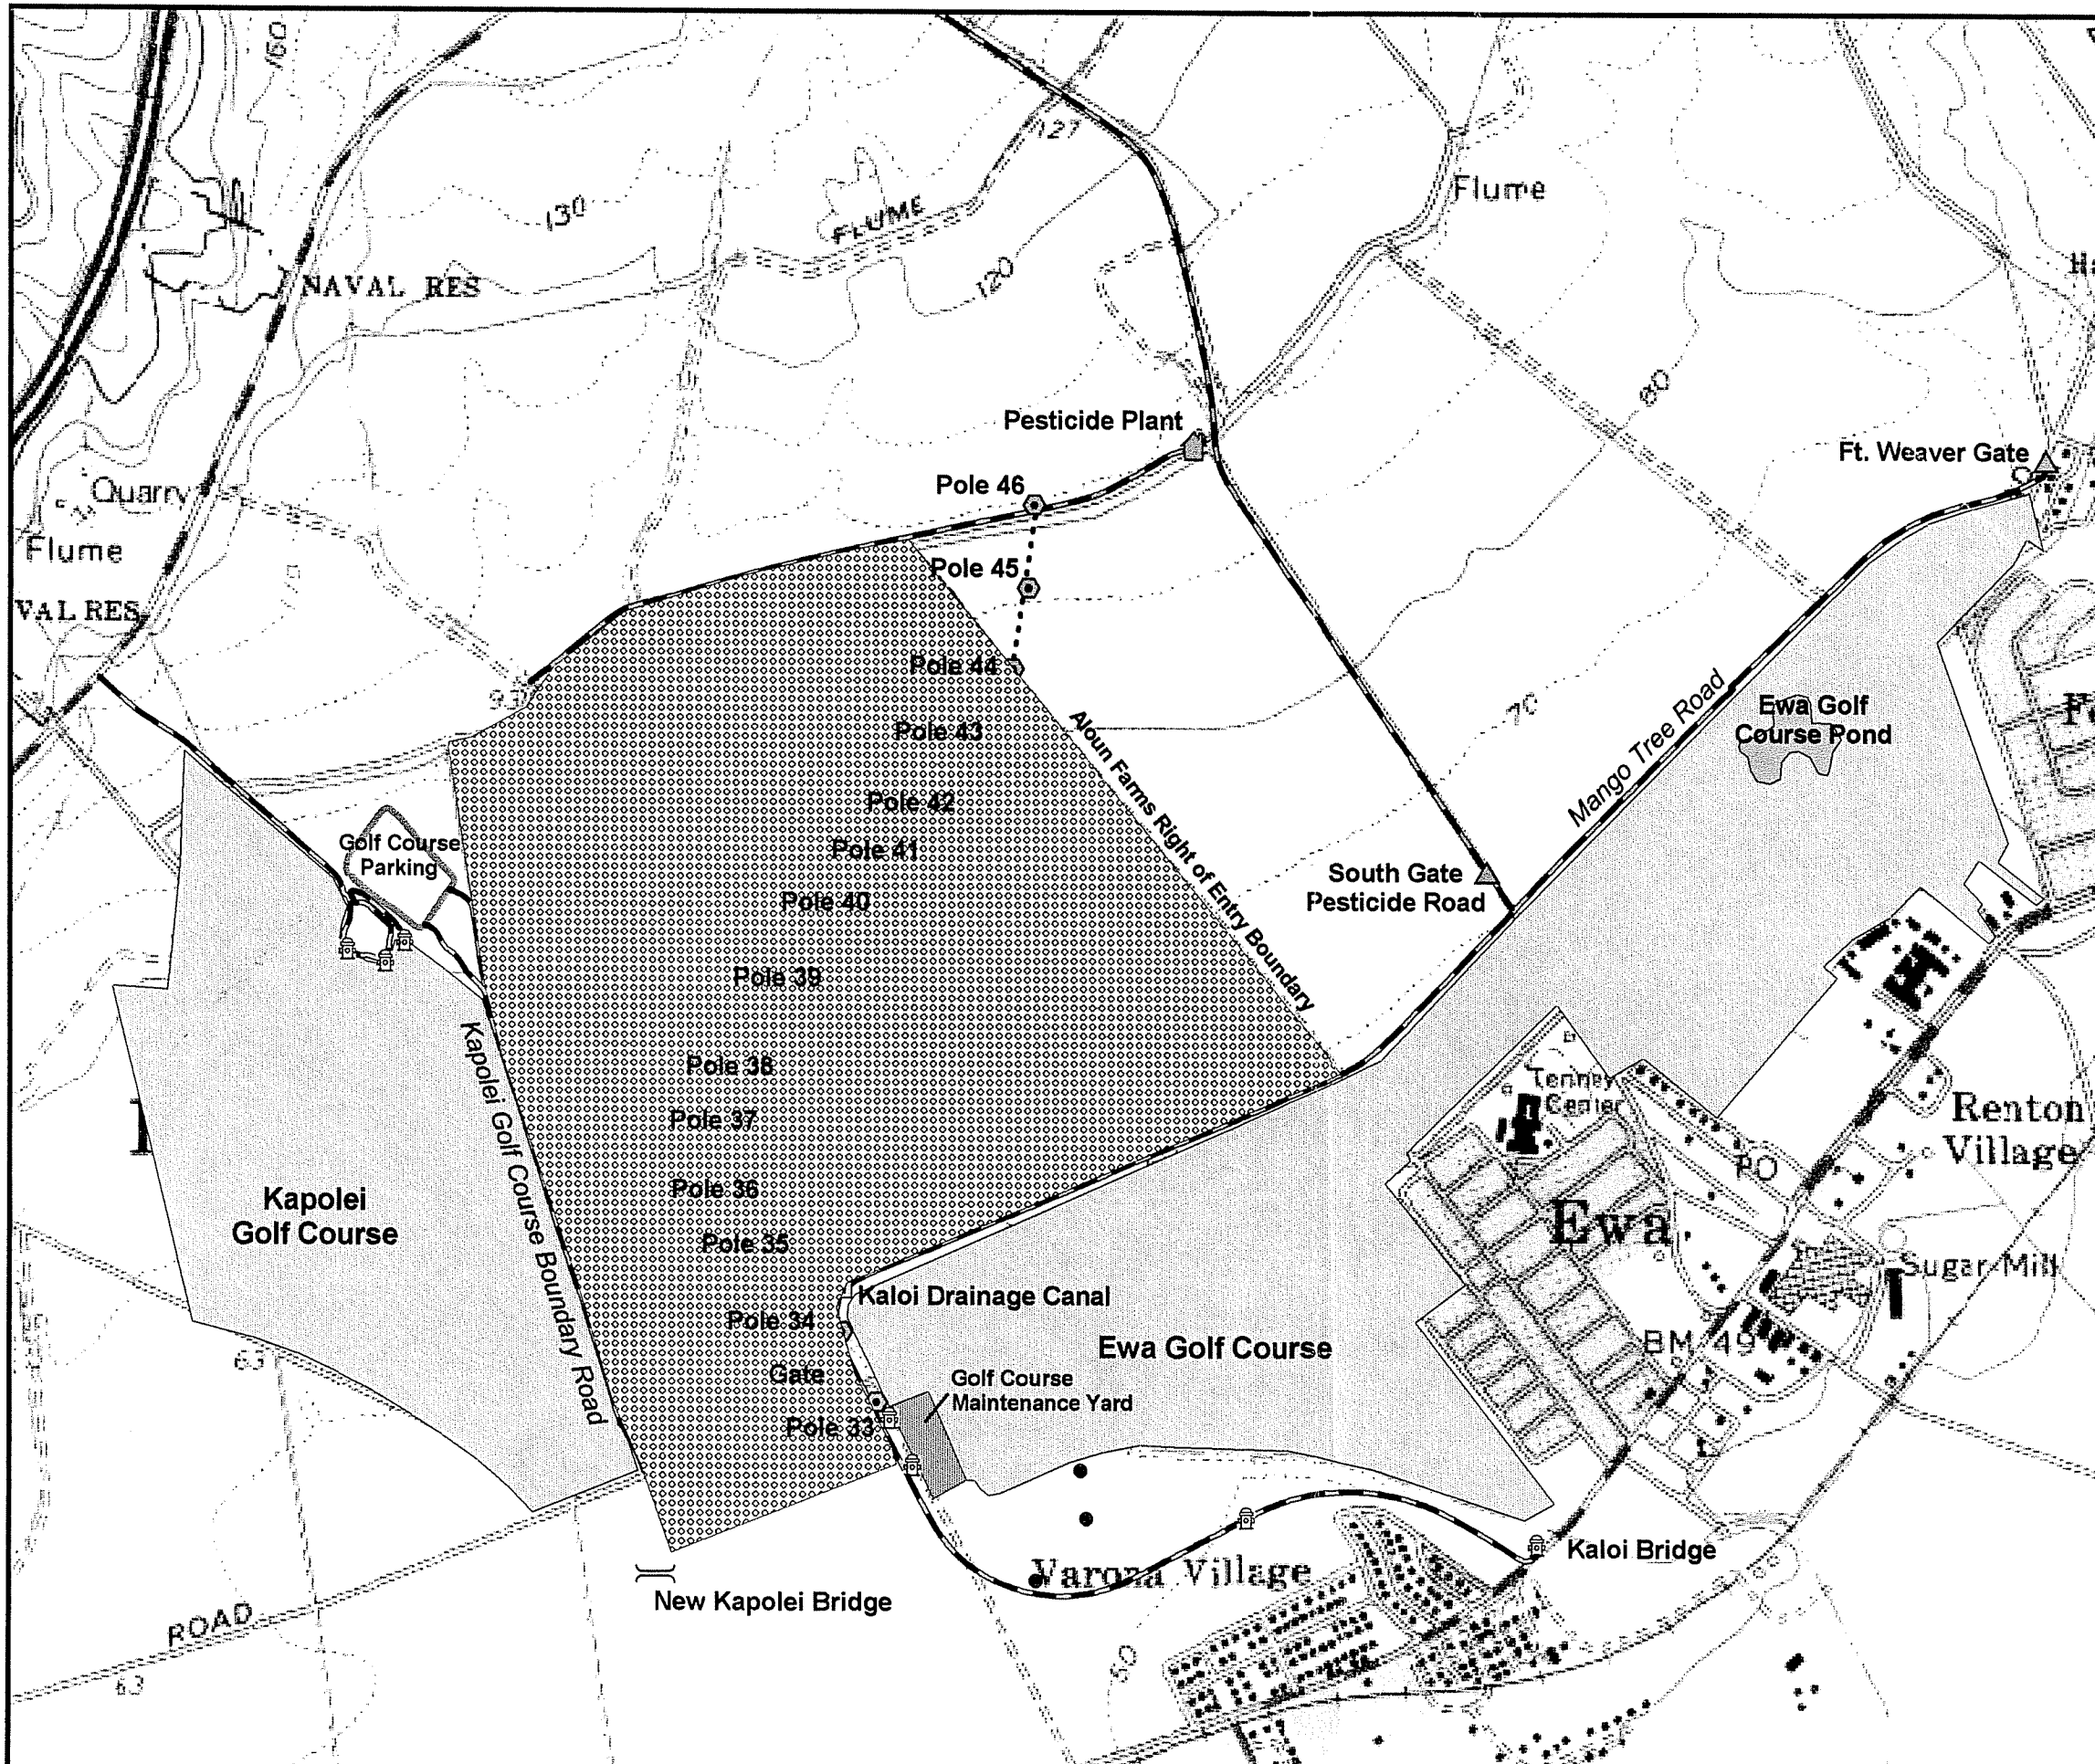 160
127
Flume
130
FLUME
NAVAL RES
120
80
Pesticide Plant
Ft. Weaver Gate
Pole 46
Quarry
Flume
Pole 45
VAL RES
Pole 44
93
70
Aloun Farms Right of Entry Boundary
Mango Tree Road
Ewa Golf
Course Pond
Pole 43
Pole 42
Golf Course
Parking
Pole 41
South Gate
Pesticide Road
Pole 40
Pole 39
Kapolei Golf Course Boundary Road
Pole 38
Tenney
Center
Pole 37
Renton
Village
PO
Kapolei
Golf Course
Pole 36
Ewa
Pole 35
Sugar Mill
Kaloi Drainage Canal
Pole 34
Ewa Golf Course
BM 49
63
Gate
Golf Course
Maintenance Yard
Pole 33
Kaloi Bridge
Varona Village
New Kapolei Bridge
ROAD
50
63